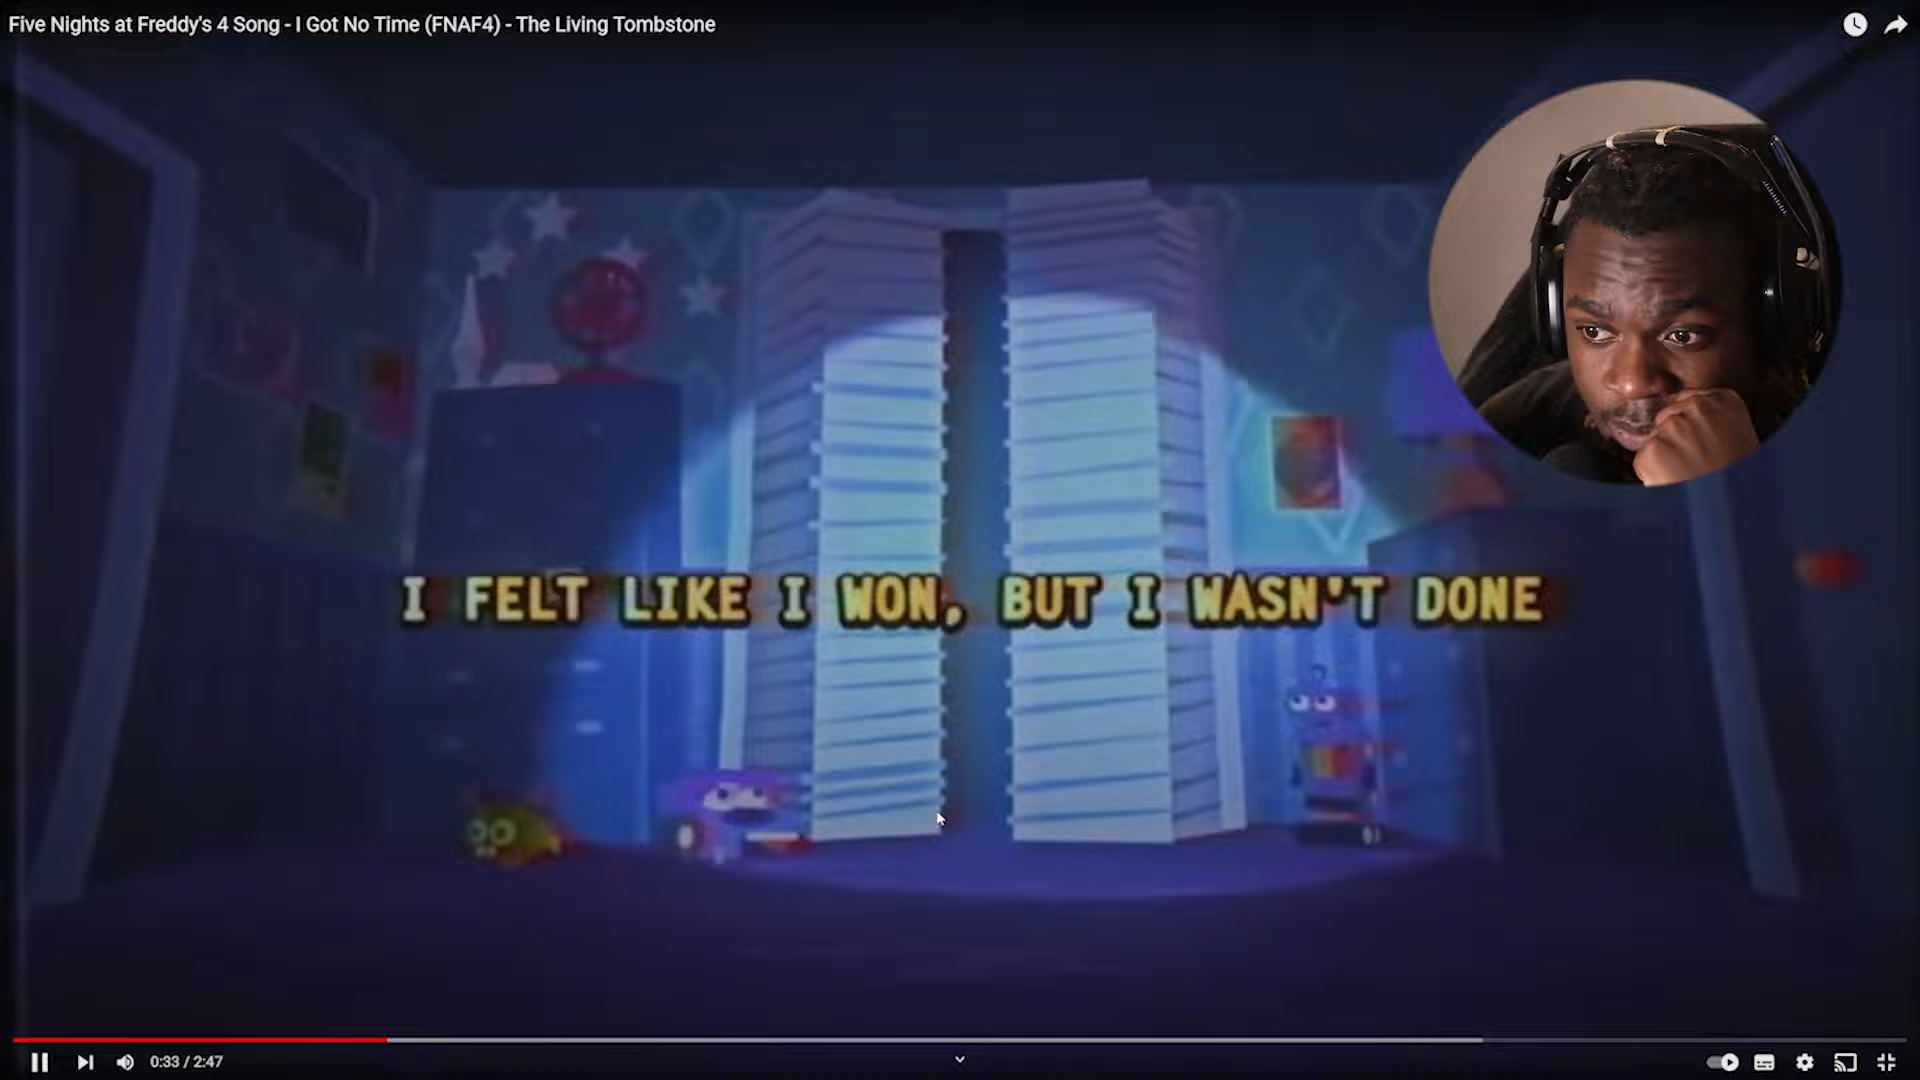 Five Nights at Freddy's 4 Song - I Got No Time (FNAF4) - The Living Tombstone
I FELT LIKE I WON, BUT I WASN'T DONE
0:33 / 2:47